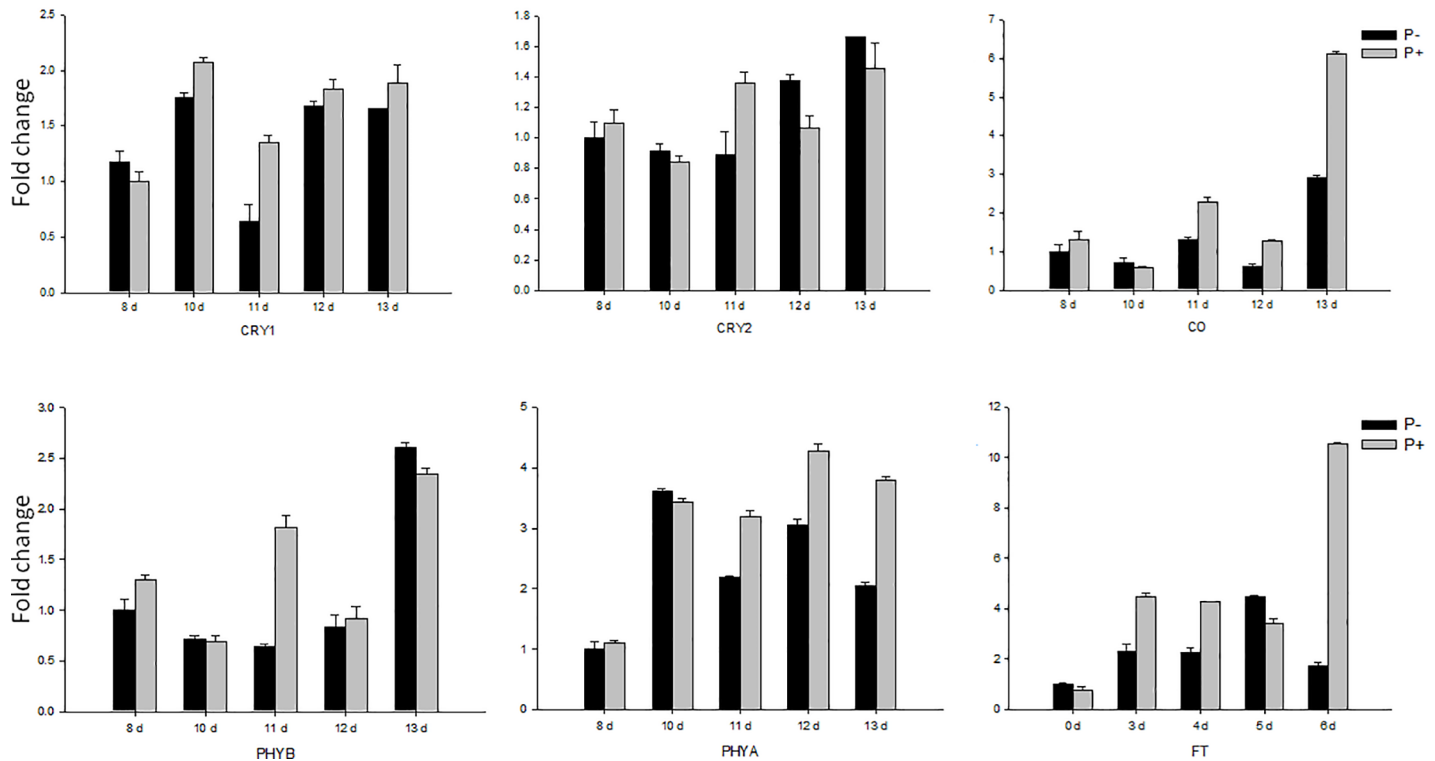 Fold change
2.5
2.0
1.5
1.0
0.5
0.0
8 d 10 d 11 d 12 d 13 d
CRY1
1.8
1.6
1.4
1.2
1.0
0.8
0.6
0.4
0.2
0.0
8 d 10 d 11 d 12 d 13 d
CRY2
7
6
5
4
3
2
1
0
8 d 10 d 11 d 12 d 13 d
CO
P-
P+
Fold change
3.0
2.5
2.0
1.5
1.0
0.5
0.0
8 d 10 d 11 d 12 d 13 d
PHYB
5
4
3
2
1
0
8 d 10 d 11 d 12 d 13 d
PHYA
12
10
8
6
4
2
0
0 d 3 d 4 d 5 d 6 d
FT
P-
P+